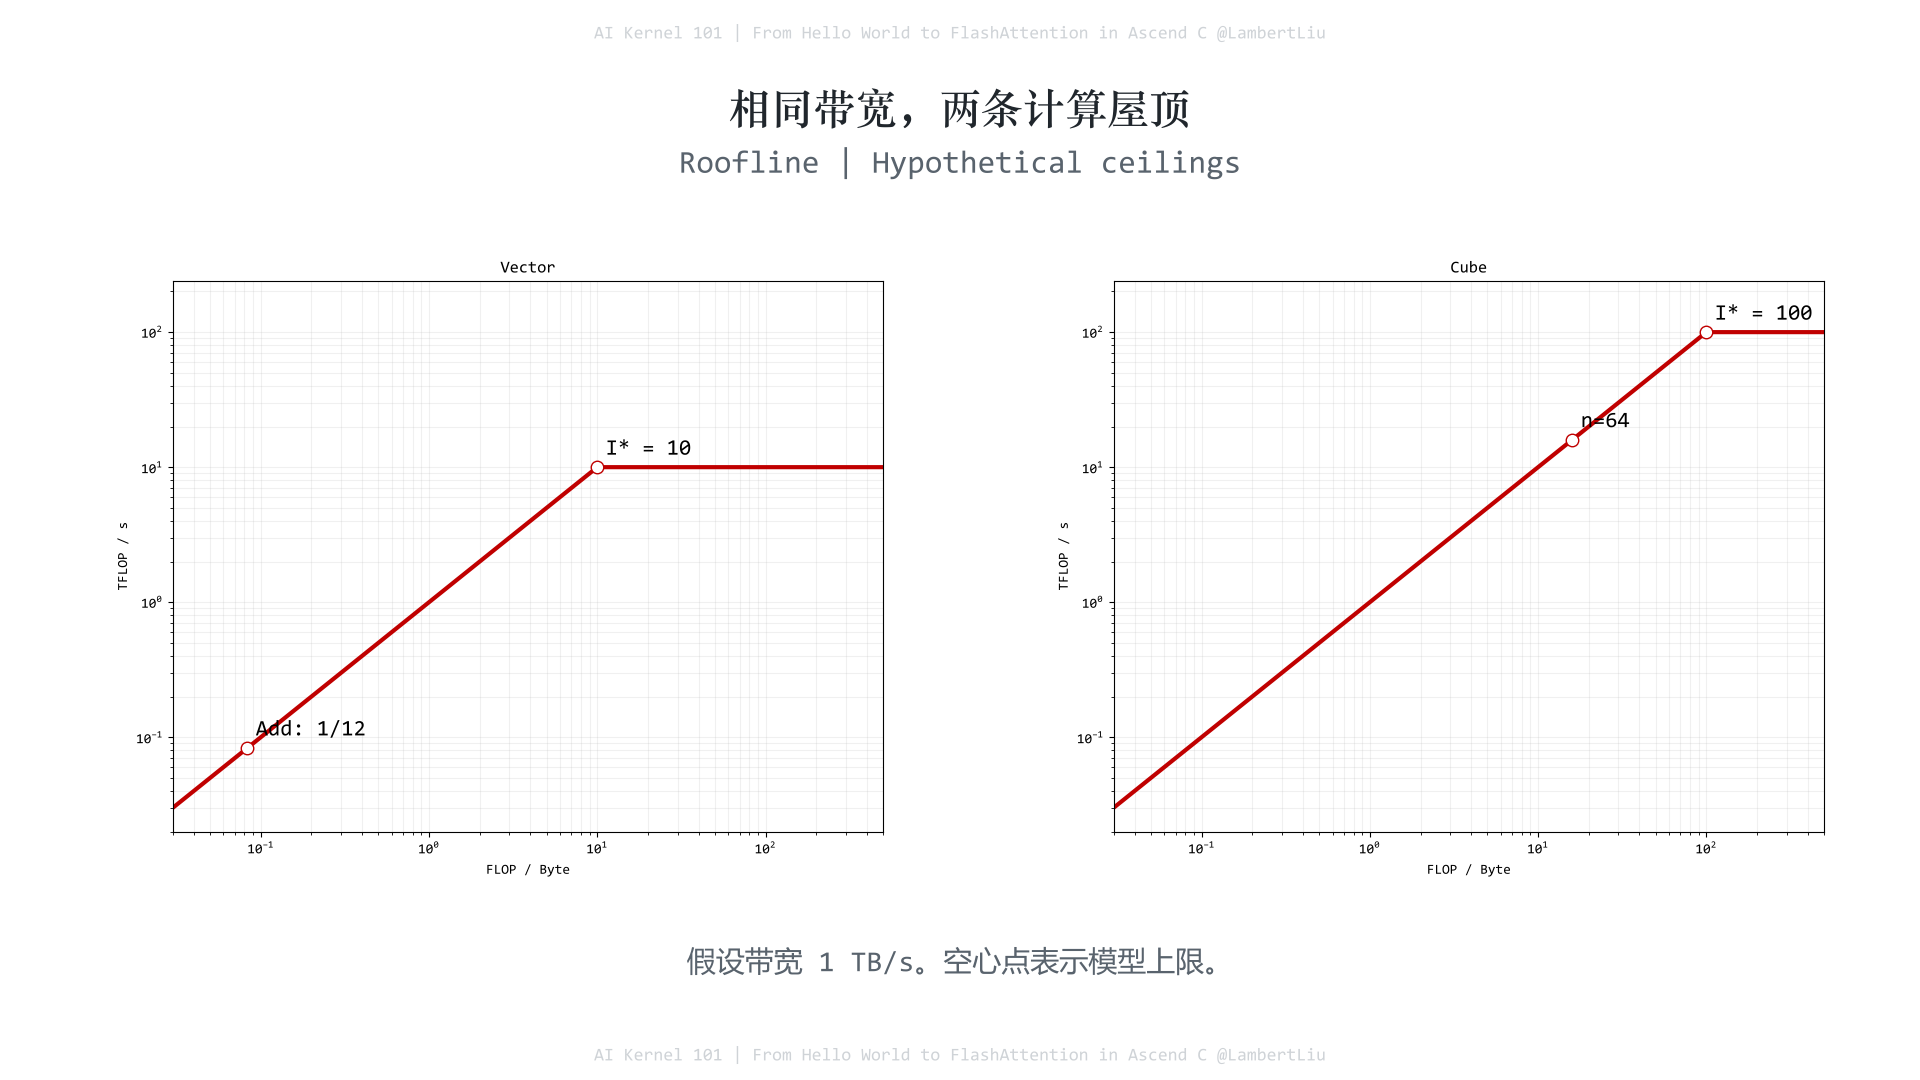 AI Kernel 101 | From Hello World to FlashAttention in Ascend C @LambertLiu
相同带宽，两条计算屋顶
Roofline | Hypothetical ceilings
Vector
10²
10¹
10⁰
10⁻¹
TFLOP / s
I* = 10
Add: 1/12
10⁻¹ 10⁰ 10¹ 10²
FLOP / Byte
Cube
10²
10¹
10⁰
10⁻¹
TFLOP / s
I* = 100
n=64
10⁻¹ 10⁰ 10¹ 10²
FLOP / Byte
假设带宽 1 TB/s。空心点表示模型上限。
AI Kernel 101 | From Hello World to FlashAttention in Ascend C @LambertLiu